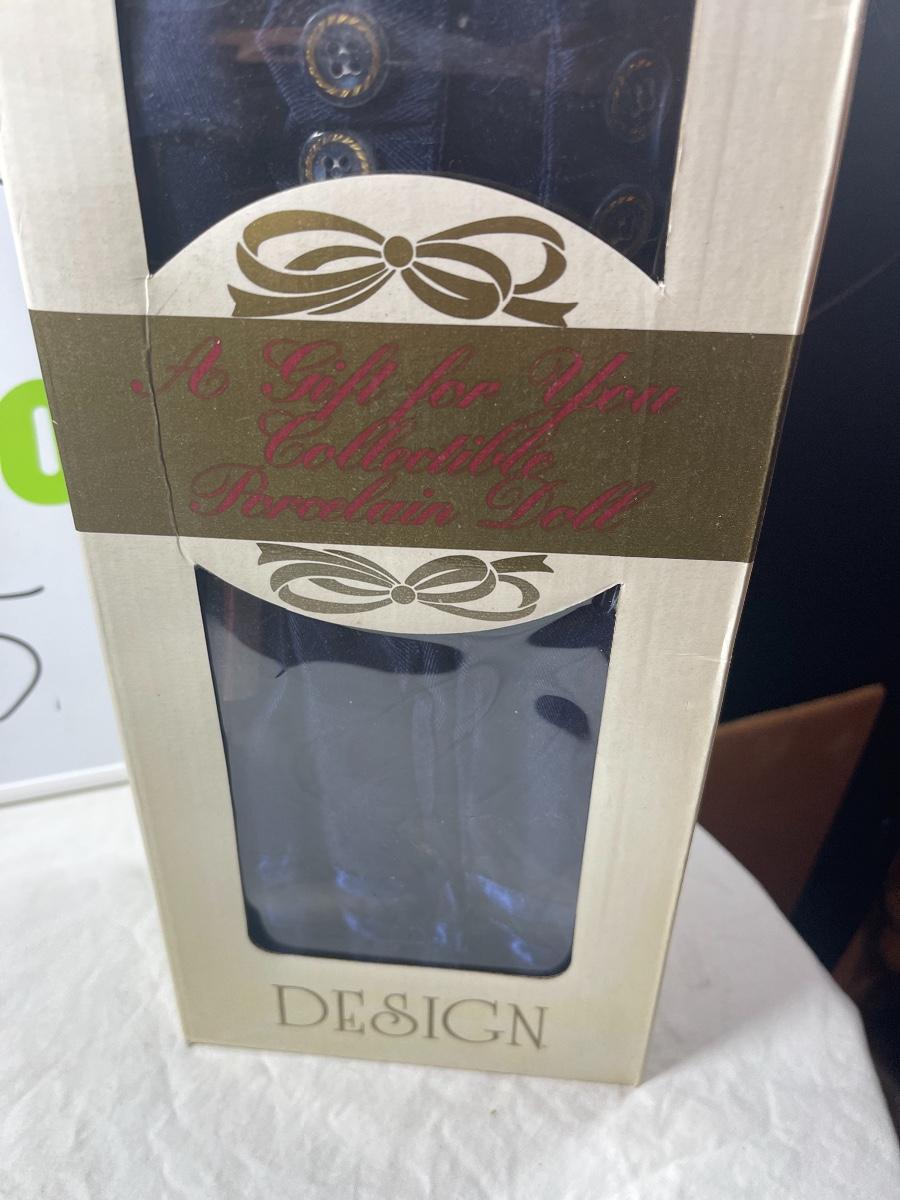 A Gift for You
Collectible
Porcelain Doll
DESIGN